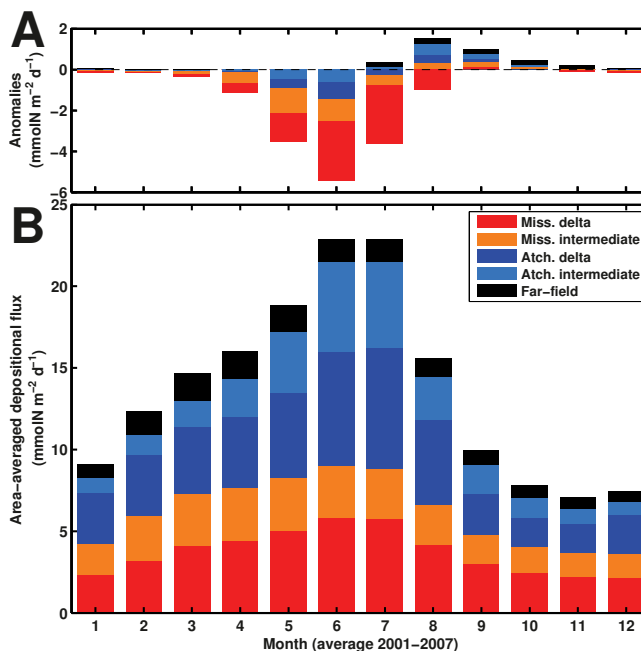 A
Anomalies
(mmolN m⁻² d⁻¹)
2
0
−2
−4
−6
B
Area-averaged depositional flux
(mmolN m⁻² d⁻¹)
25
20
15
10
5
0
Miss. delta
Miss. intermediate
Atch. delta
Atch. intermediate
Far-field
1 2 3 4 5 6 7 8 9 10 11 12
Month (average 2001−2007)